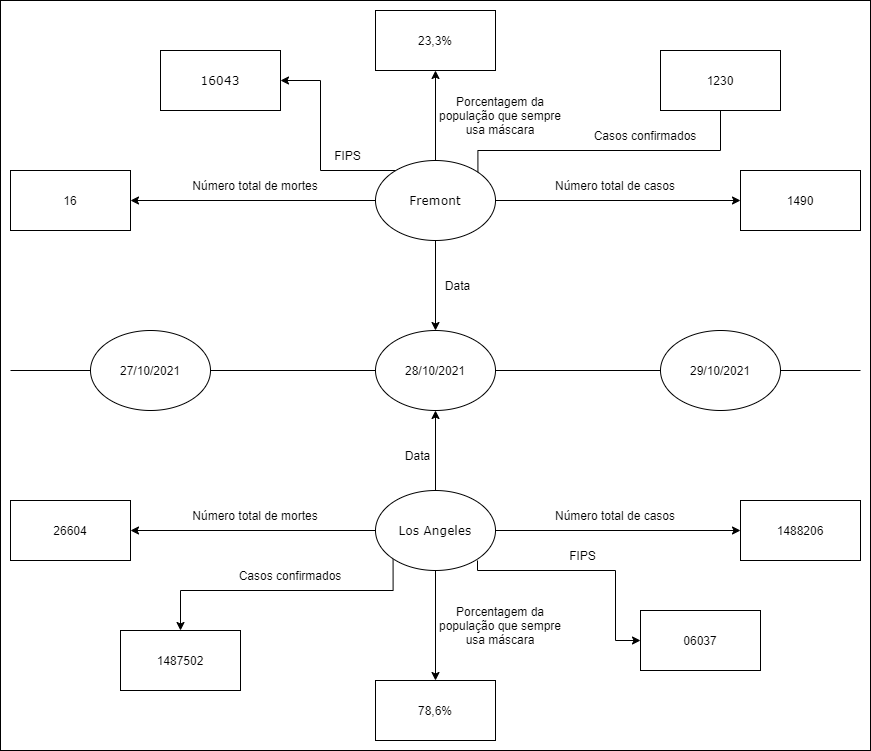 23,3%
16043
1230
Porcentagem da
população que sempre
usa máscara
Casos confirmados
FIPS
Número total de mortes
Número total de casos
16
Fremont
1490
Data
27/10/2021
28/10/2021
29/10/2021
Data
Número total de mortes
Número total de casos
26604
Los Angeles
1488206
FIPS
Casos confirmados
Porcentagem da
população que sempre
usa máscara
06037
1487502
78,6%